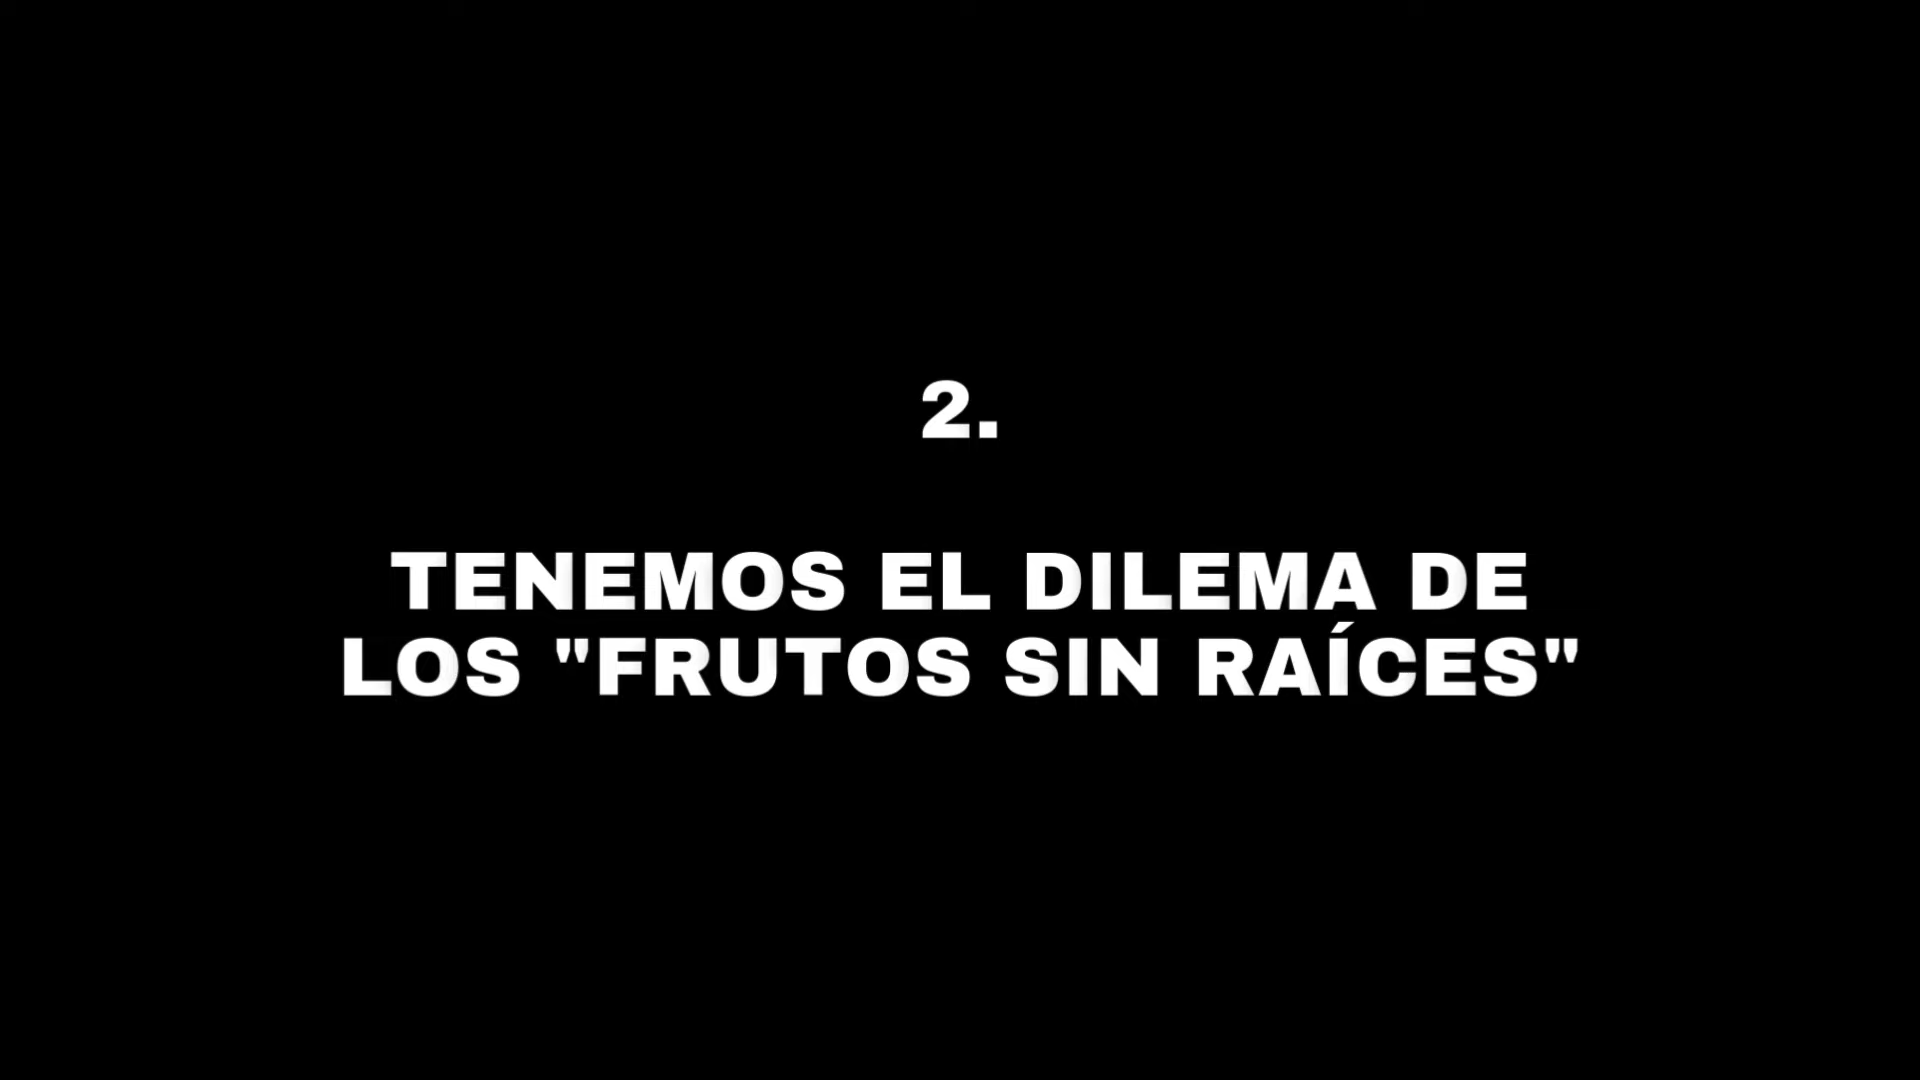 2.
TENEMOS EL DILEMA DE
LOS "FRUTOS SIN RAÍCES"